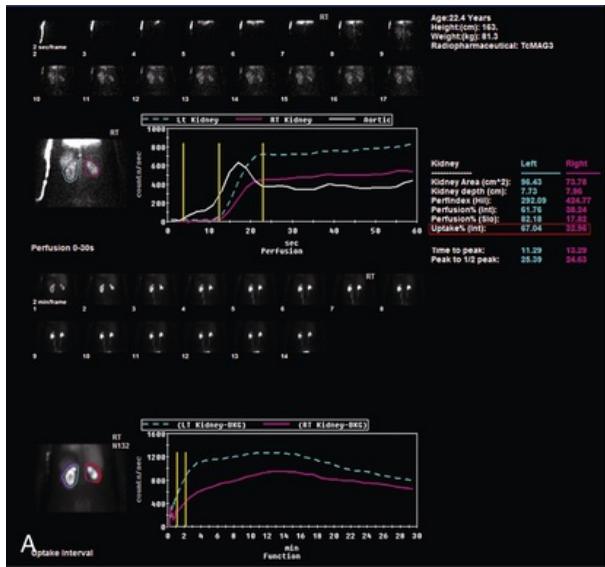 RT
Age:22.4 Years
Height:(cm): 163.
Weight:(kg): 81.3
Radiopharmaceutical: TcMAG3
2 sec/frame
2 3 4 5 6 7 8 9
10 11 12 13 14 15 16 17
RT
Lt Kidney RT Kidney Aortic
1000
800
600
400
200
0
counts/sec
0 10 20 30 40 50 60
sec
Perfusion
Perfusion 0-30s
Kidney Left Right
Kidney Area (cm^2): 96.43 73.78
Kidney depth (cm): 7.73 7.96
Perfindex (Hil): 292.09 424.77
Perfusion% (Int): 61.76 38.24
Perfusion% (Slo): 82.18 17.82
Uptake% (Int): 67.04 32.96
Time to peak: 11.29 13.29
Peak to 1/2 peak: 25.39 24.63
RT
2 min/frame
1 2 3 4 5 6 7 8
9 10 11 12 13 14
(LT Kidney-BKG) (RT Kidney-BKG)
RT
N132
1600
1200
800
400
0
counts/sec
0 2 4 6 8 10 12 14 16 18 20 22 24 26 28 30
min
Function
A
Uptake Interval